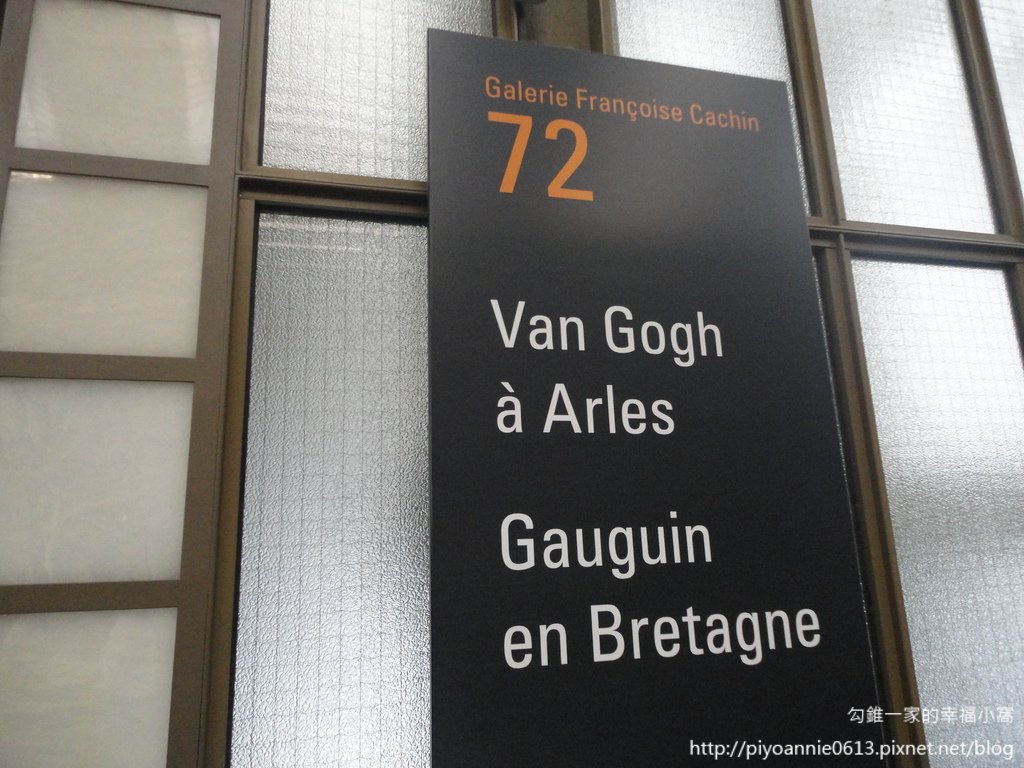 Galerie Françoise Cachin
72
Van Gogh
à Arles
Gauguin
en Bretagne
勾錐一家的幸福小窩
http://piyoannie0613.pixnet.net/blog